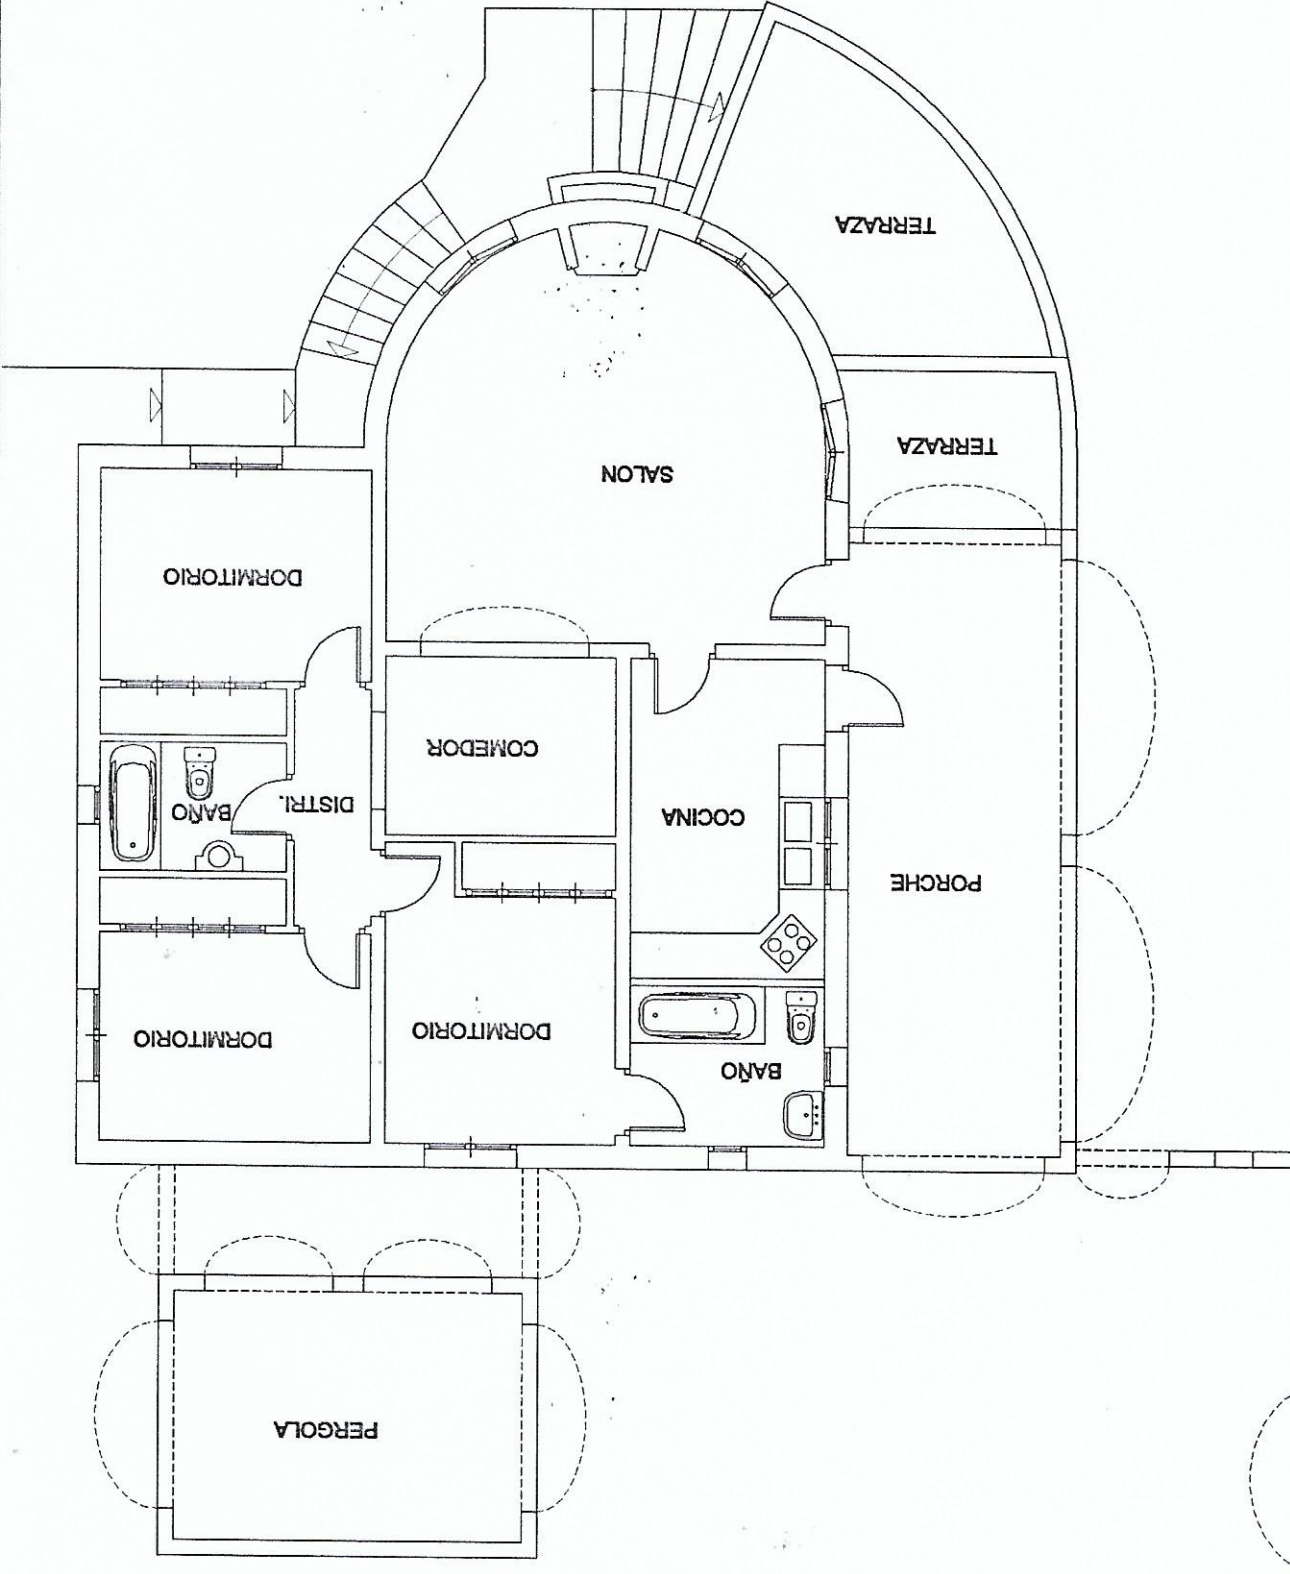 PERGOLA
BAÑO
DORMITORIO
DORMITORIO
PORCHE
COCINA
DISTRI.
BAÑO
COMEDOR
DORMITORIO
SALON
TERRAZA
TERRAZA